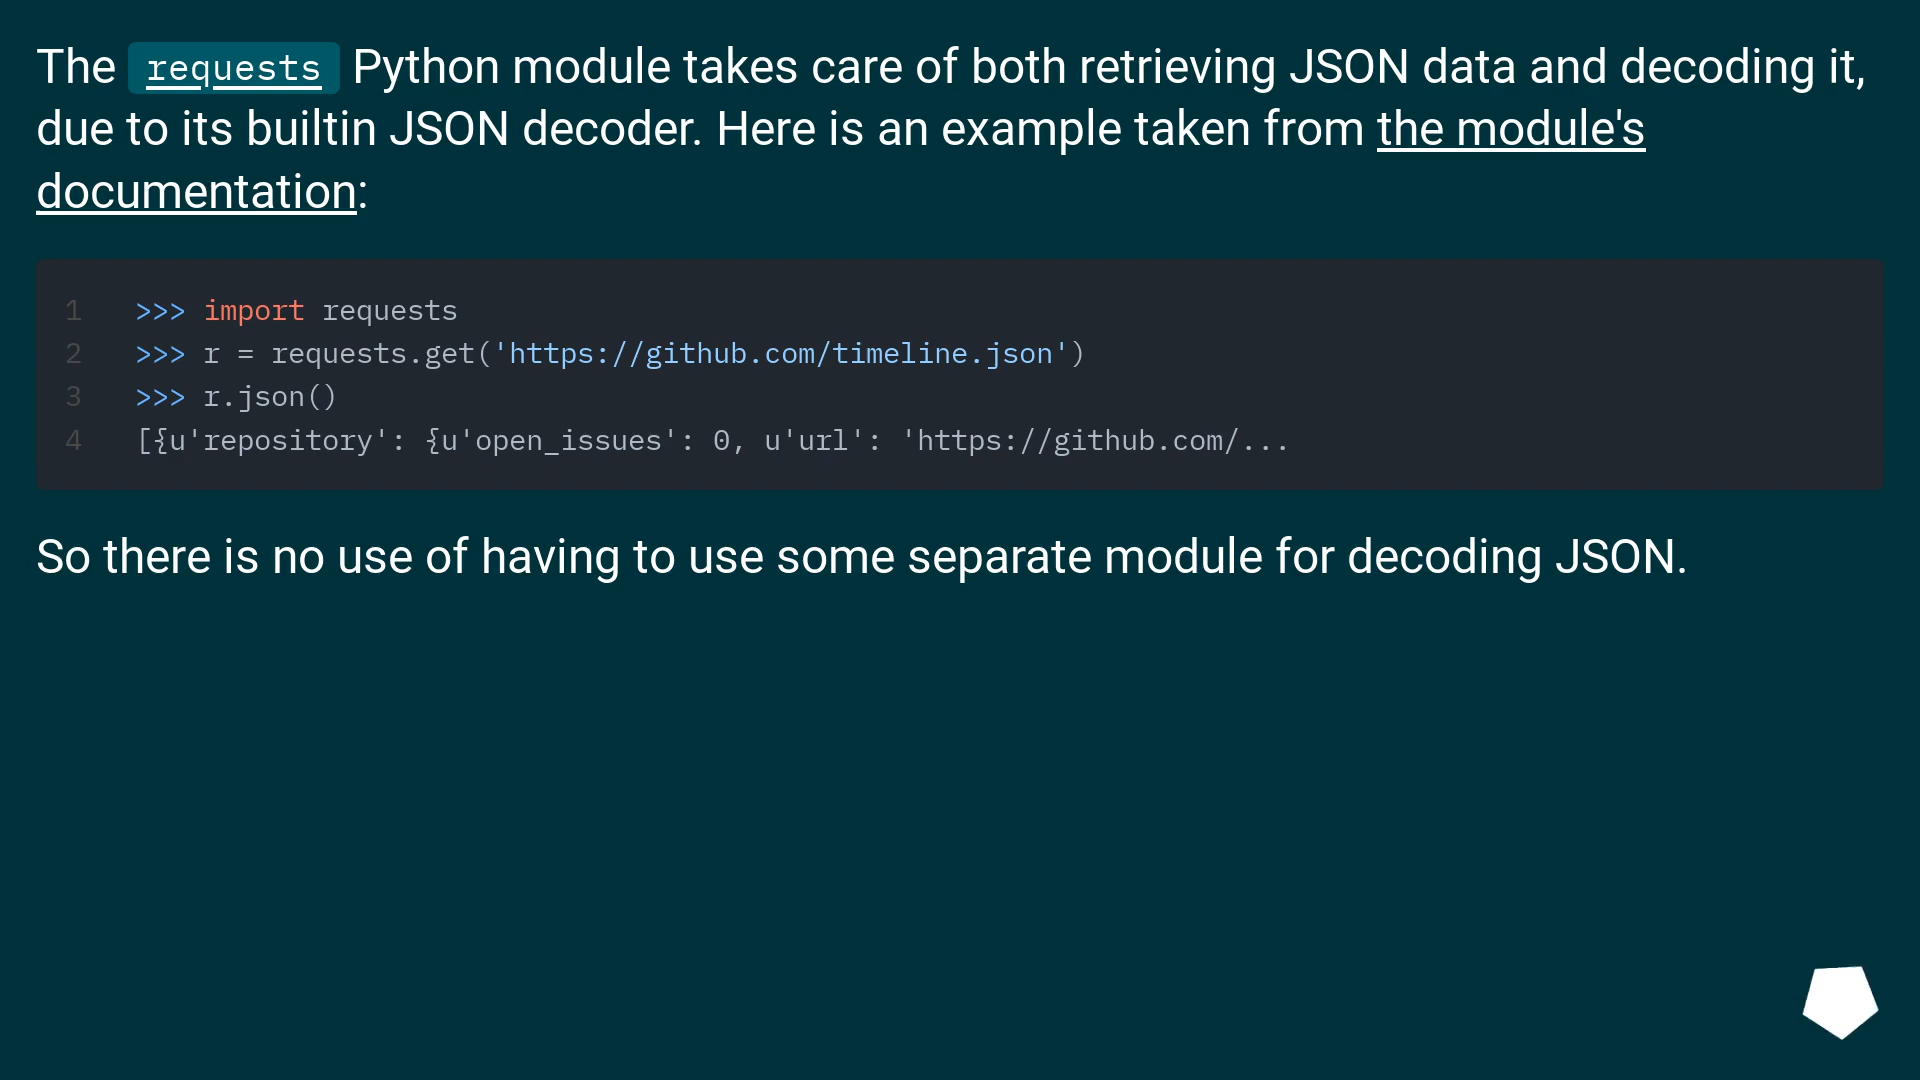 The requests Python module takes care of both retrieving JSON data and decoding it,
due to its builtin JSON decoder. Here is an example taken from the module's
documentation:
1 >>> import requests
2 >>> r = requests.get('https://github.com/timeline.json')
3 >>> r.json()
4 [{u'repository': {u'open_issues': 0, u'url': 'https://github.com/...
So there is no use of having to use some separate module for decoding JSON.